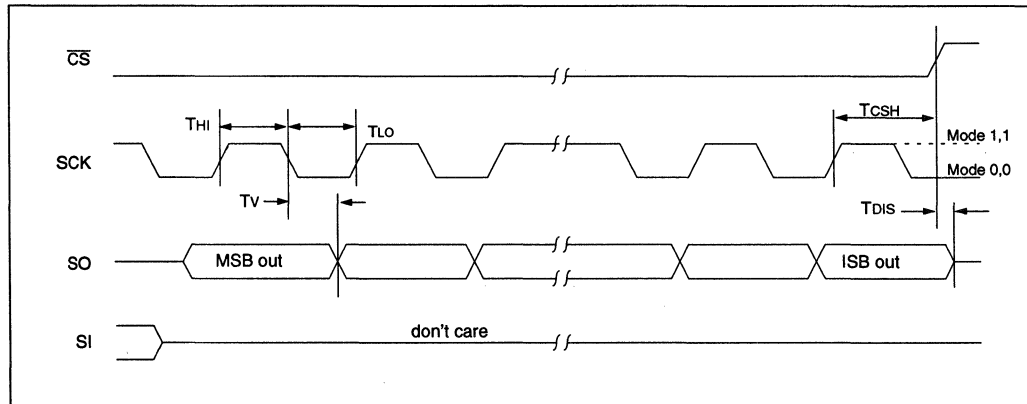 CS
TCSH
THI
TLO
Mode 1,1
SCK
Mode 0,0
TV
TDIS
SO
MSB out
ISB out
don't care
SI